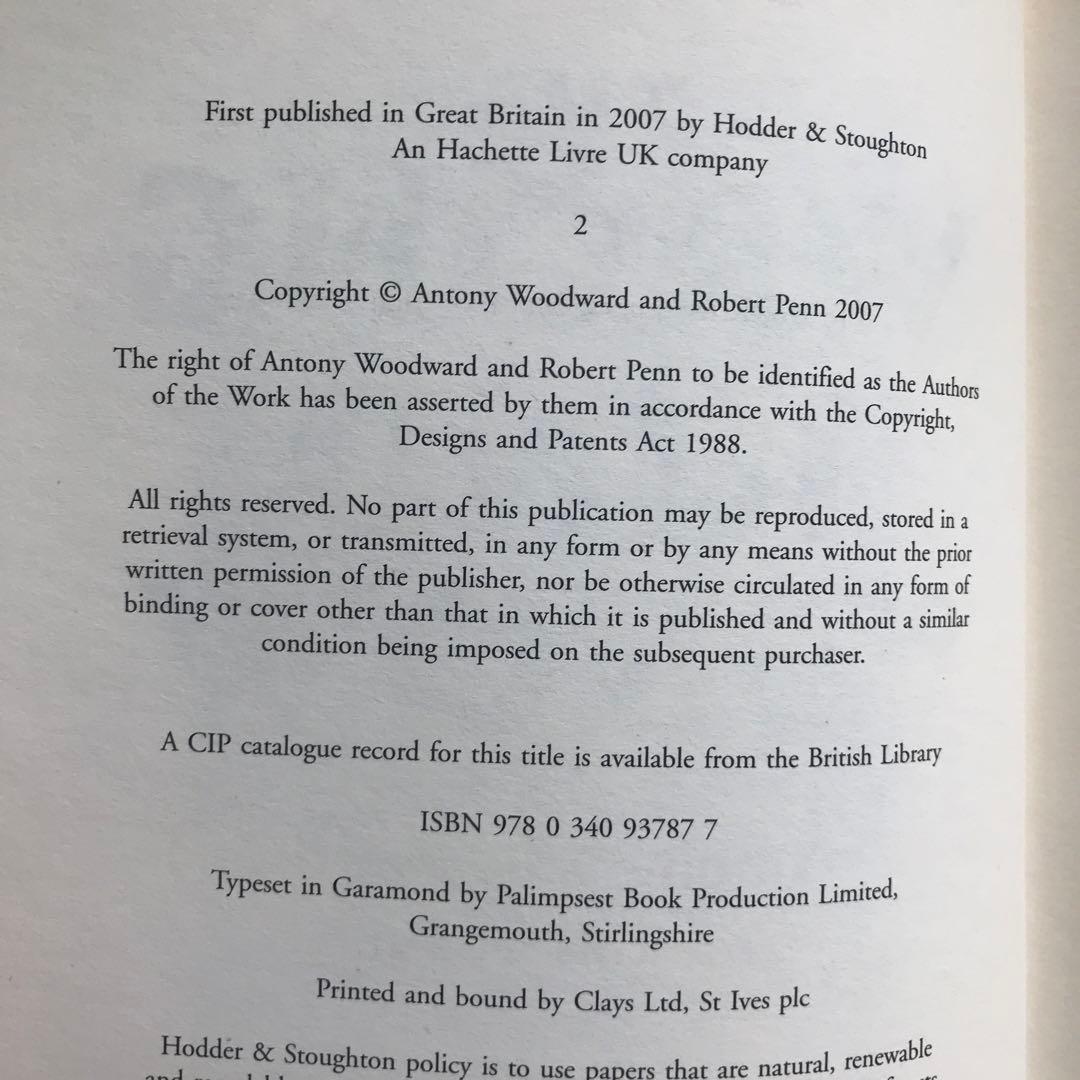 First published in Great Britain in 2007 by Hodder & Stoughton
An Hachette Livre UK company
2
Copyright © Antony Woodward and Robert Penn 2007
The right of Antony Woodward and Robert Penn to be identified as the Authors
of the Work has been asserted by them in accordance with the Copyright,
Designs and Patents Act 1988.
All rights reserved. No part of this publication may be reproduced, stored in a
retrieval system, or transmitted, in any form or by any means without the prior
written permission of the publisher, nor be otherwise circulated in any form of
binding or cover other than that in which it is published and without a similar
condition being imposed on the subsequent purchaser.
A CIP catalogue record for this title is available from the British Library
ISBN 978 0 340 93787 7
Typeset in Garamond by Palimpsest Book Production Limited,
Grangemouth, Stirlingshire
Printed and bound by Clays Ltd, St Ives plc
Hodder & Stoughton policy is to use papers that are natural, renewable
and